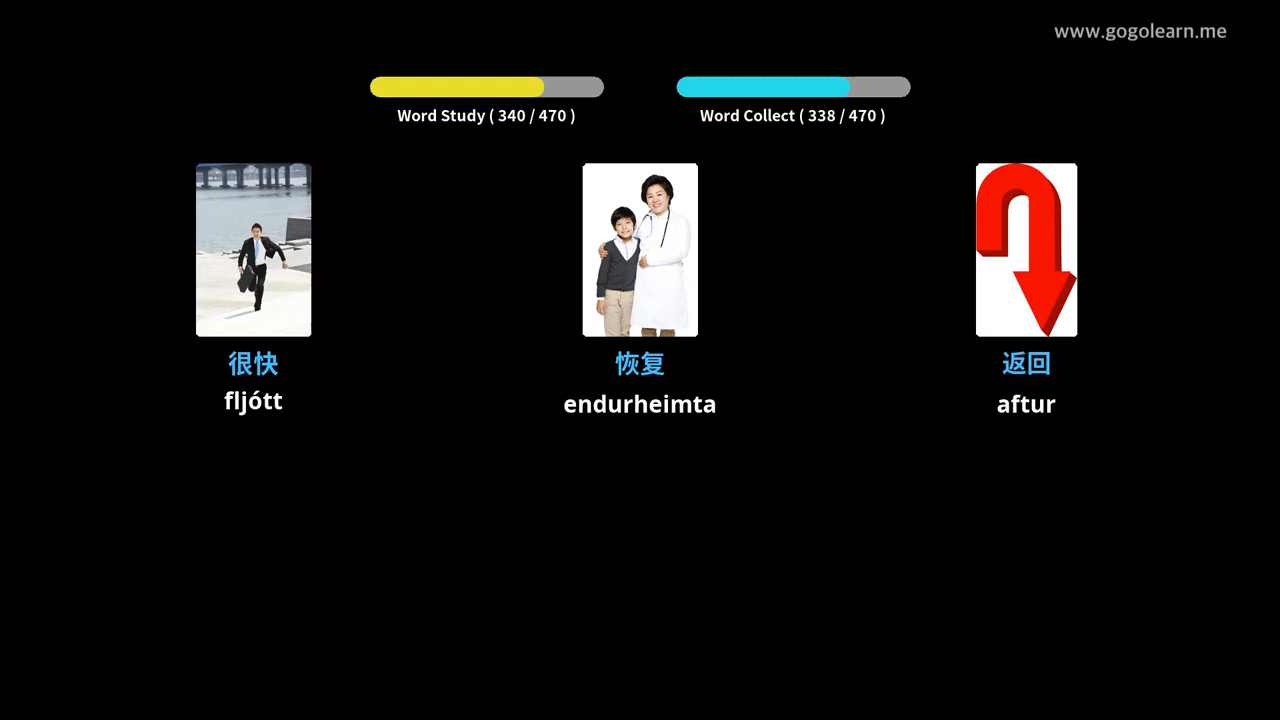 www.gogolearn.me
Word Study ( 340 / 470 )
Word Collect ( 338 / 470 )
很快
fljótt
恢复
endurheimta
返回
aftur